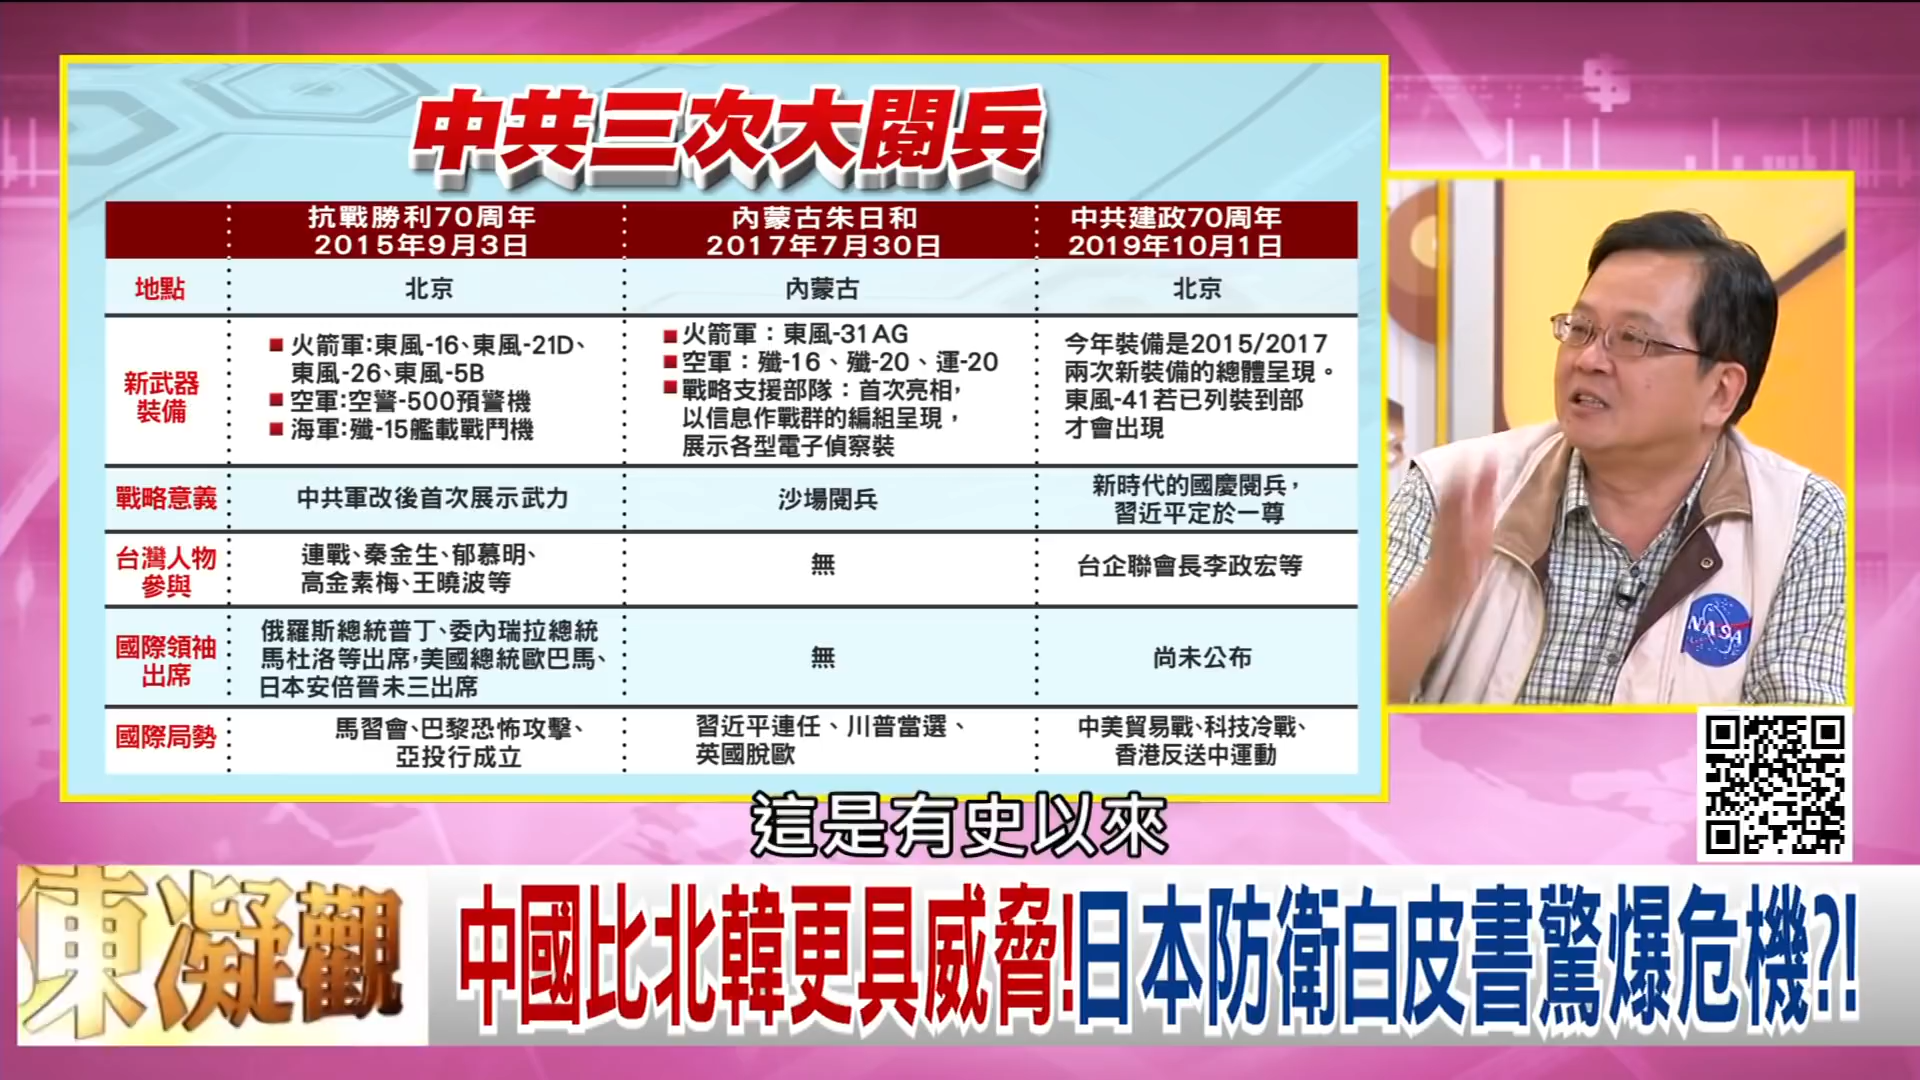 中共三次大閱兵
抗戰勝利70周年
2015年9月3日
內蒙古朱日和
2017年7月30日
中共建政70周年
2019年10月1日
地點
北京
內蒙古
北京
新武器
裝備
火箭軍:東風-16、東風-21D、
東風-26、東風-5B
空軍:空警-500預警機
海軍:殲-15艦載戰鬥機
火箭軍：東風-31AG
空軍：殲-16、殲-20、運-20
戰略支援部隊：首次亮相，
以信息作戰群的編組呈現，
展示各型電子偵察裝
今年裝備是2015/2017
兩次新裝備的總體呈現。
東風-41若已列裝到部
才會出現
戰略意義
中共軍改後首次展示武力
沙場閱兵
新時代的國慶閱兵，
習近平定於一尊
台灣人物
參與
連戰、秦金生、郁慕明、
高金素梅、王曉波等
無
台企聯會長李政宏等
國際領袖
出席
俄羅斯總統普丁、委內瑞拉總統
馬杜洛等出席，美國總統歐巴馬、
日本安倍晉未三出席
無
尚未公布
國際局勢
馬習會、巴黎恐怖攻擊、
亞投行成立
習近平連任、川普當選、
英國脫歐
中美貿易戰、科技冷戰、
香港反送中運動
NASA
這是有史以來
東凝觀
中國比北韓更具威脅!日本防衛白皮書驚爆危機?!